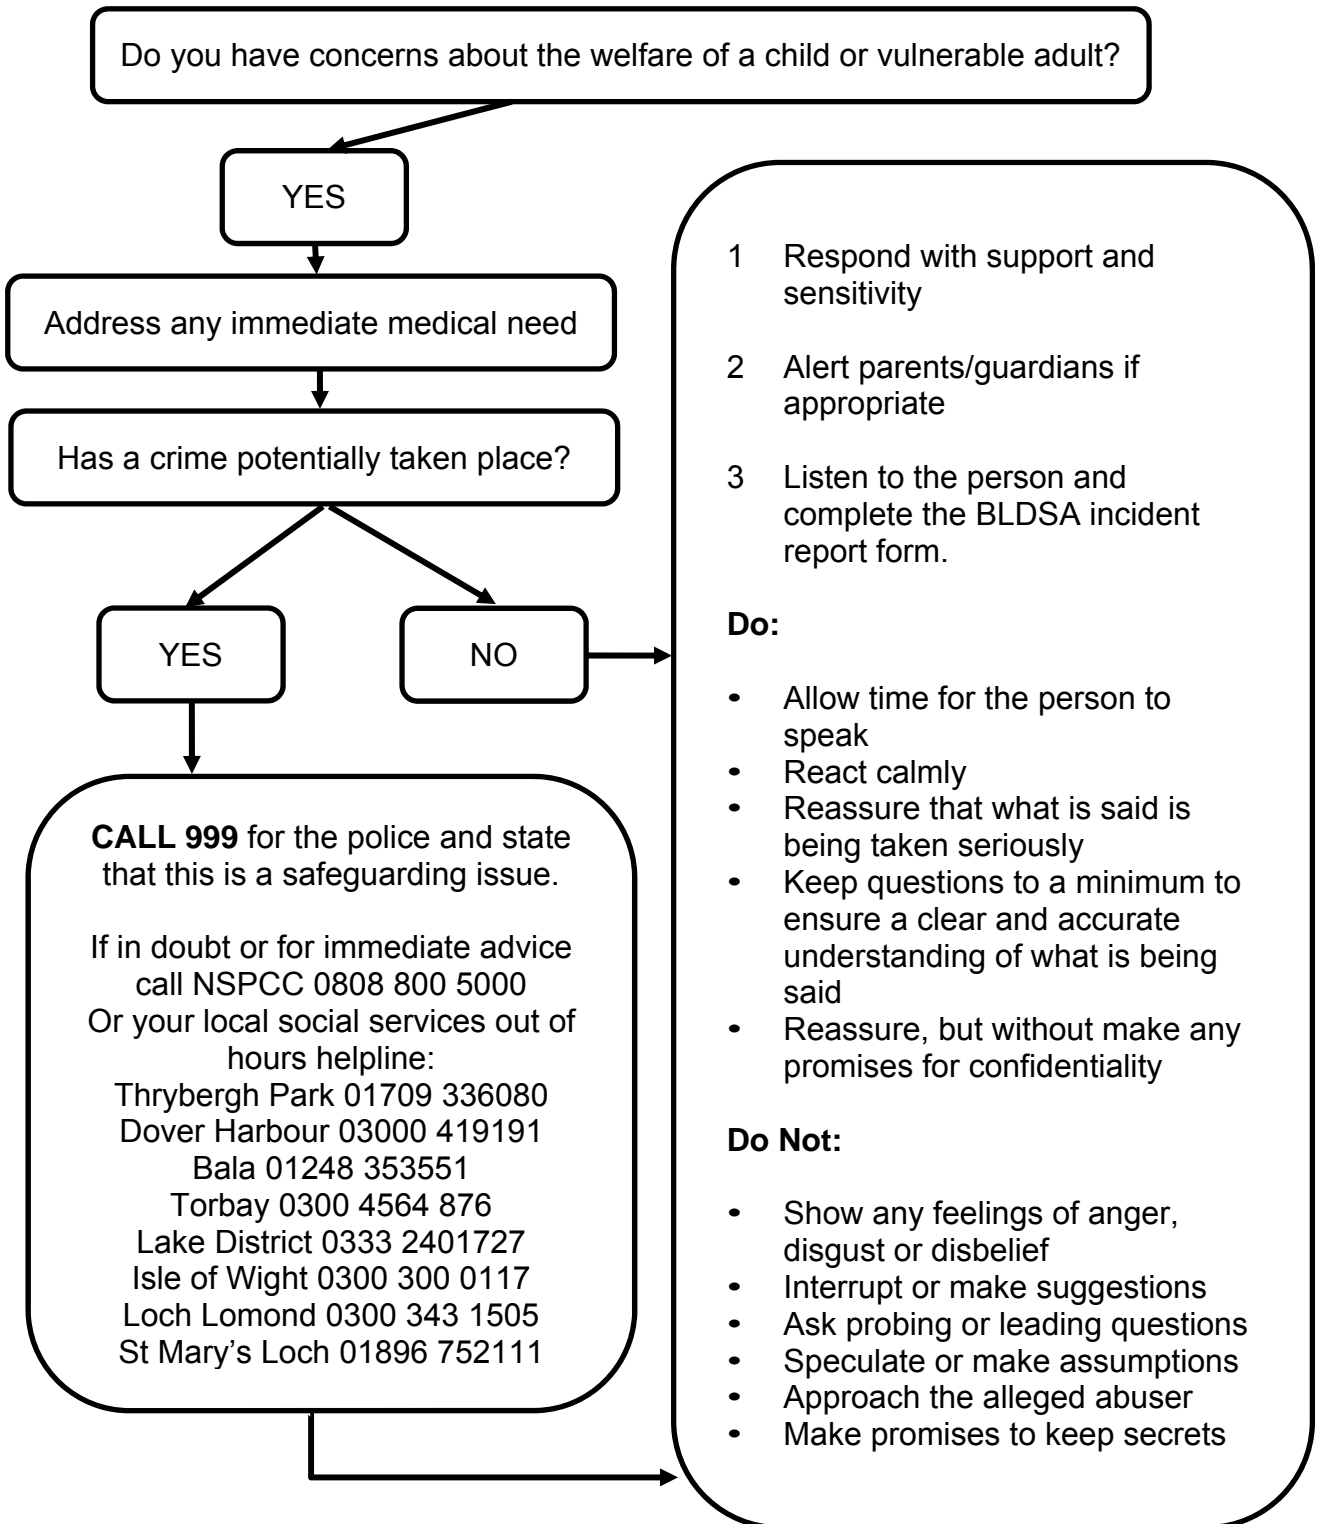 Do you have concerns about the welfare of a child or vulnerable adult?
YES
Address any immediate medical need
Has a crime potentially taken place?
YES
NO
CALL 999 for the police and state
that this is a safeguarding issue.
If in doubt or for immediate advice
call NSPCC 0808 800 5000
Or your local social services out of
hours helpline:
Thrybergh Park 01709 336080
Dover Harbour 03000 419191
Bala 01248 353551
Torbay 0300 4564 876
Lake District 0333 2401727
Isle of Wight 0300 300 0117
Loch Lomond 0300 343 1505
St Mary's Loch 01896 752111
1 Respond with support and
sensitivity
2 Alert parents/guardians if
appropriate
3 Listen to the person and
complete the BLDSA incident
report form.
Do:
• Allow time for the person to
speak
• React calmly
• Reassure that what is said is
being taken seriously
• Keep questions to a minimum to
ensure a clear and accurate
understanding of what is being
said
• Reassure, but without make any
promises for confidentiality
Do Not:
• Show any feelings of anger,
disgust or disbelief
• Interrupt or make suggestions
• Ask probing or leading questions
• Speculate or make assumptions
• Approach the alleged abuser
• Make promises to keep secrets